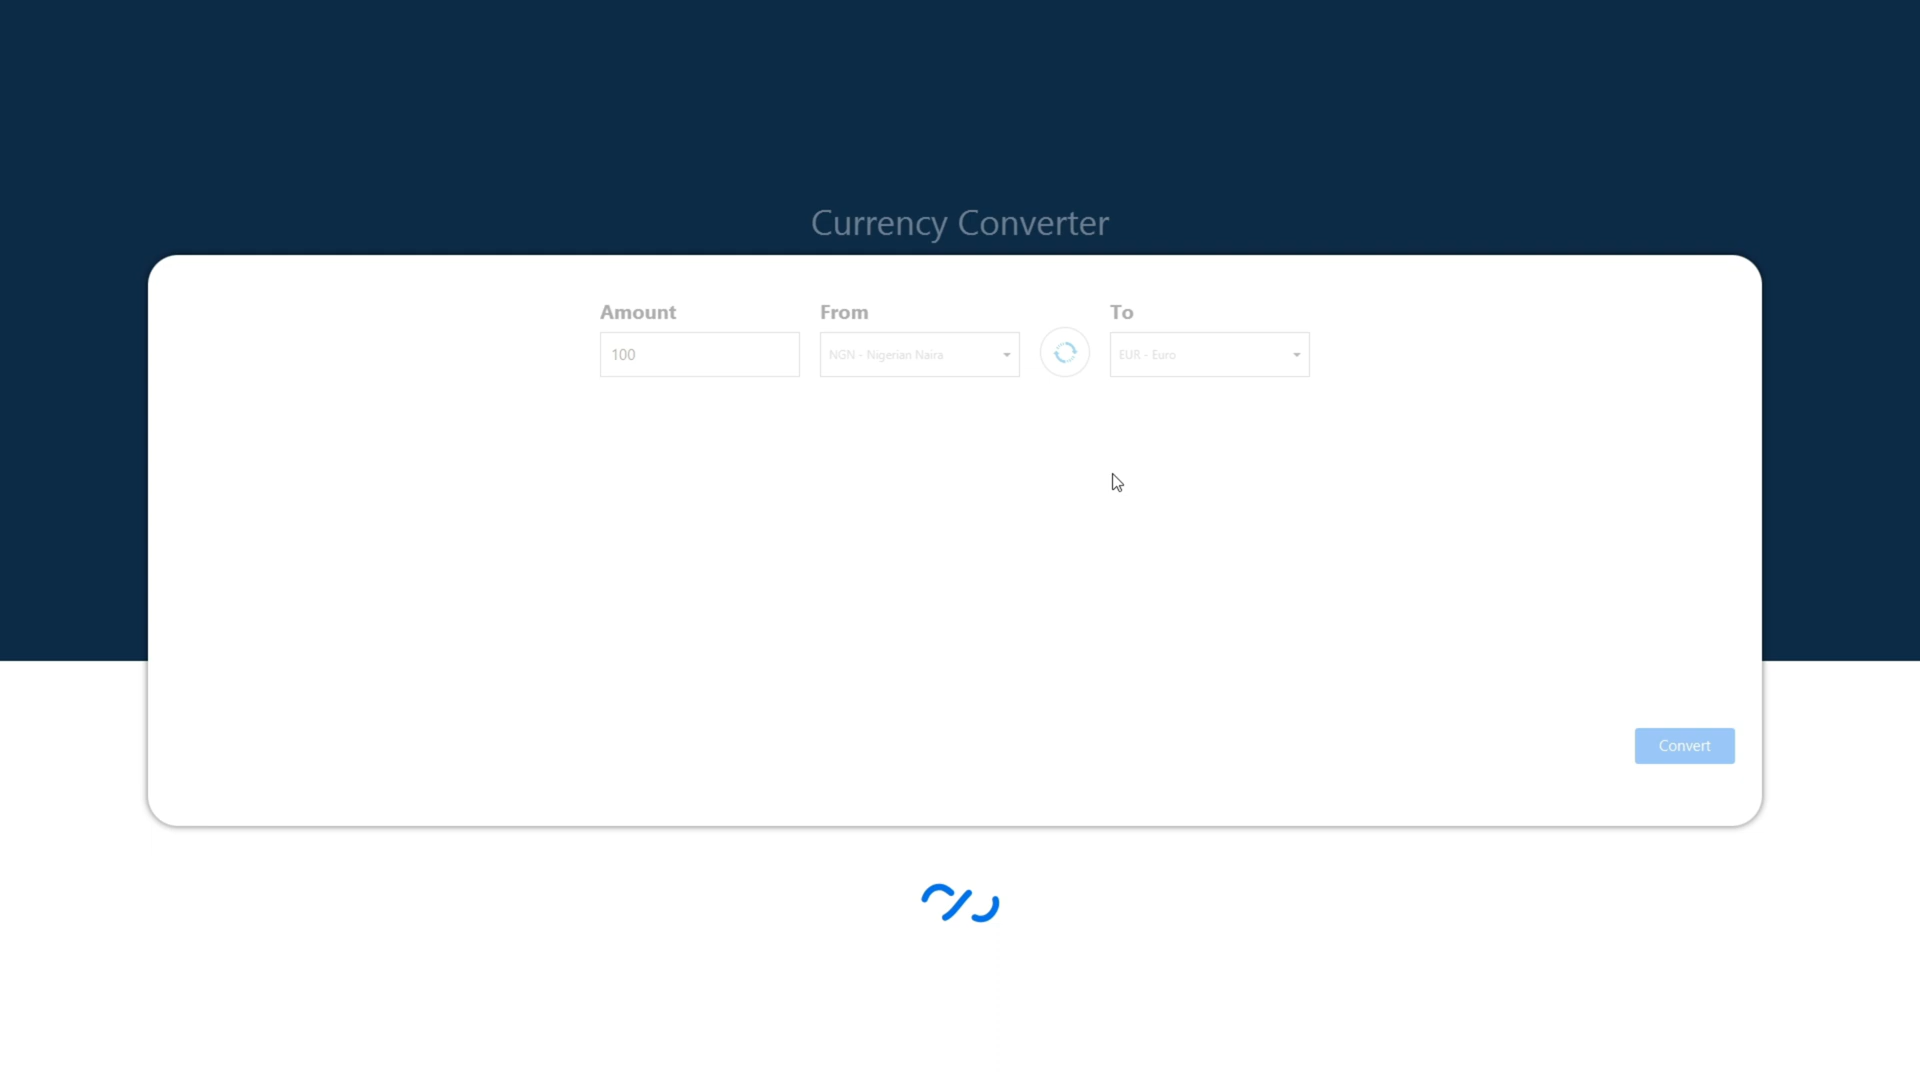 Currency Converter
Amount From To
100 NGN - Nigerian Naira EUR - Euro
Convert